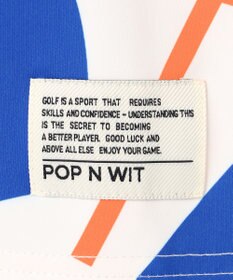 GOLF IS A SPORT THAT REQUIRES
SKILLS AND CONFIDENCE - UNDERSTANDING THIS
IS THE SECRET TO BECOMING
A BETTER PLAYER. GOOD LUCK AND
ABOVE ALL ELSE ENJOY YOUR GAME.
POP N WIT